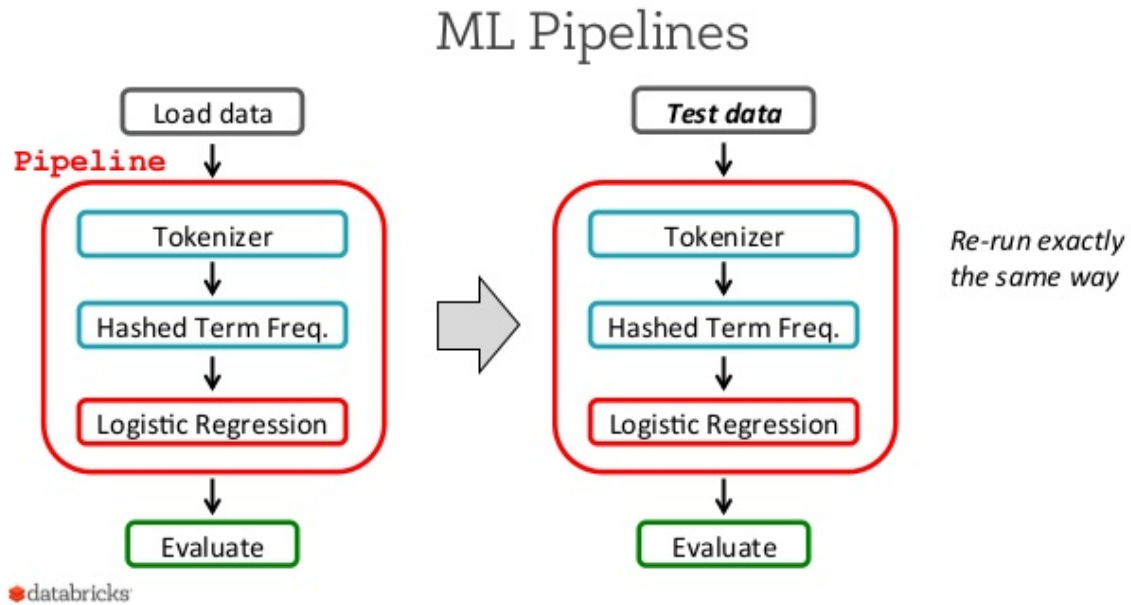 ML Pipelines
Load data
Pipeline
Tokenizer
Hashed Term Freq.
Logistic Regression
Evaluate
Test data
Tokenizer
Hashed Term Freq.
Logistic Regression
Evaluate
Re-run exactly
the same way
databricks